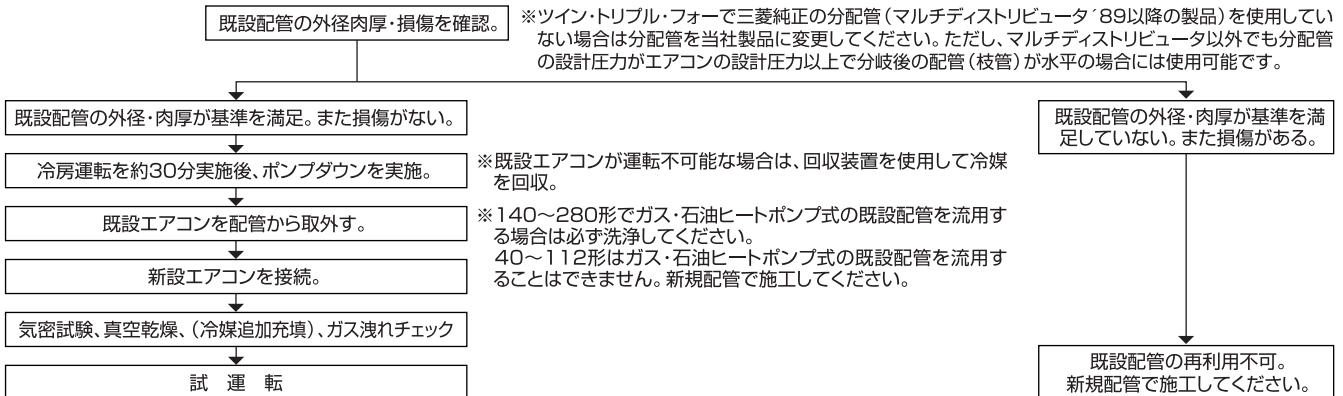 既設配管の外径肉厚・損傷を確認。
※ツイン・トリプル・フォーで三菱純正の分配管（マルチディストリビュータ´89以降の製品）を使用してい
ない場合は分配管を当社製品に変更してください。ただし、マルチディストリビュータ以外でも分配管
の設計圧力がエアコンの設計圧力以上で分岐後の配管（枝管）が水平の場合には使用可能です。
既設配管の外径・肉厚が基準を満足。また損傷がない。
冷房運転を約30分実施後、ポンプダウンを実施。
※既設エアコンが運転不可能な場合は、回収装置を使用して冷媒
を回収。
既設エアコンを配管から取外す。
※140～280形でガス・石油ヒートポンプ式の既設配管を流用す
る場合は必ず洗浄してください。
40～112形はガス・石油ヒートポンプ式の既設配管を流用す
ることはできません。新規配管で施工してください。
新設エアコンを接続。
気密試験、真空乾燥、（冷媒追加充填）、ガス洩れチェック
試　運　転
既設配管の外径・肉厚が基準を満
足していない。また損傷がある。
既設配管の再利用不可。
新規配管で施工してください。